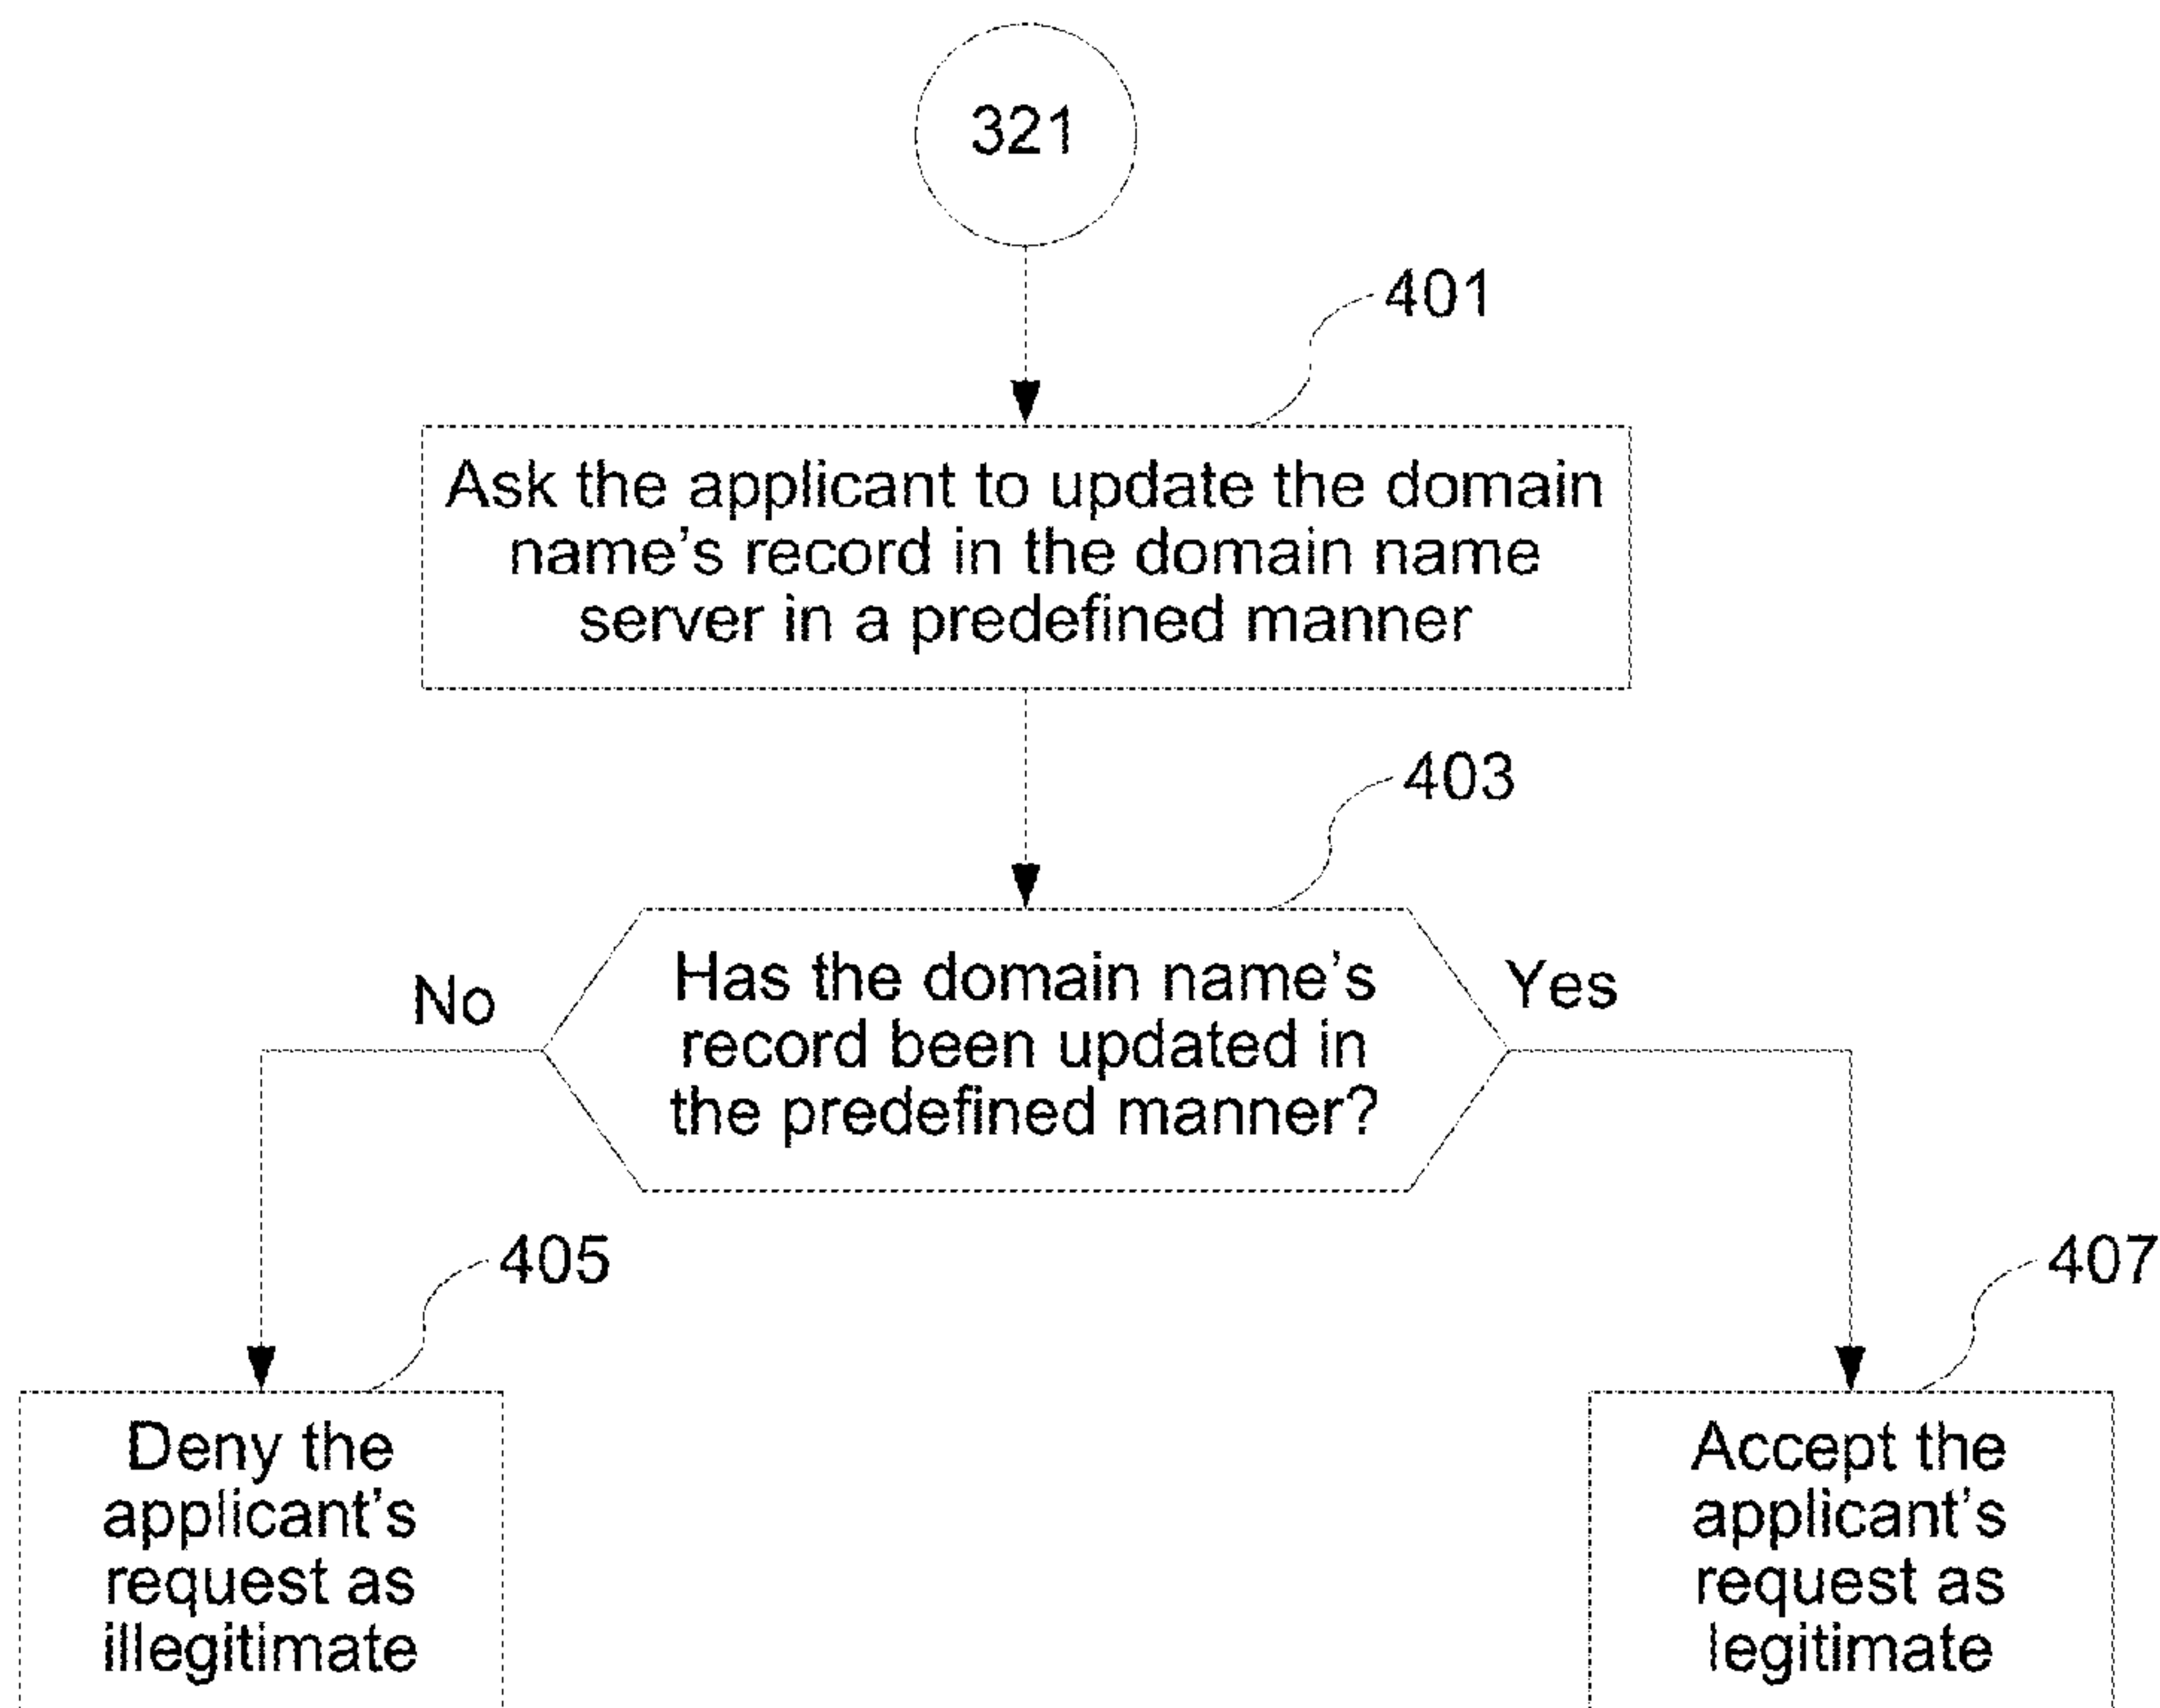 321
401
Ask the applicant to update the domain
name’s record in the domain name
server in a predefined manner
403
Has the domain name’s
record been updated in
the predefined manner?
No
Yes
405
407
Deny the
applicant’s
request as
illegitimate
Accept the
applicant’s
request as
legitimate